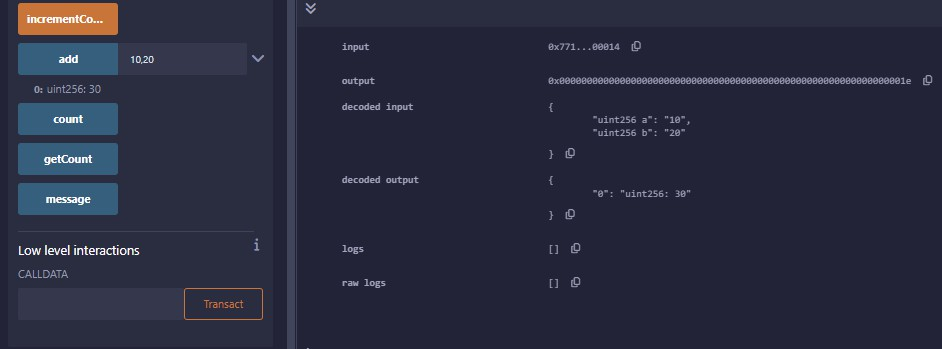 incrementCo...
add 10,20
0: uint256: 30
count
getCount
message
Low level interactions
CALLDATA
Transact
input 0x771...00014
output 0x000000000000000000000000000000000000000000000000000000000000001e
decoded input {
"uint256 a": "10",
"uint256 b": "20"
}
decoded output {
"0": "uint256: 30"
}
logs []
raw logs []